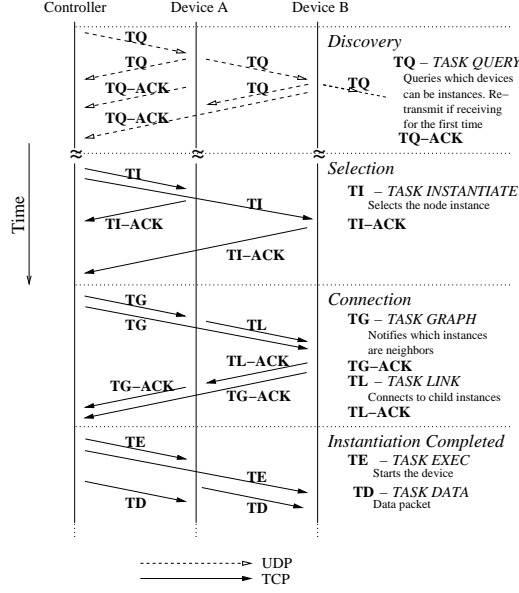 Controller Device A Device B
TQ
TQ
TQ
TQ-ACK
TQ
TQ
TQ-ACK
Discovery
TQ – TASK QUERY
Queries which devices
can be instances. Re-
transmit if receiving
for the first time
TQ-ACK
Time
TI
TI
TI-ACK
TI-ACK
Selection
TI – TASK INSTANTIATE
Selects the node instance
TI-ACK
TG
TG
TL
TL-ACK
TG-ACK
TG-ACK
Connection
TG – TASK GRAPH
Notifies which instances
are neighbors
TG-ACK
TL – TASK LINK
Connects to child instances
TL-ACK
TE
TE
TD
TD
Instantiation Completed
TE – TASK EXEC
Starts the device
TD – TASK DATA
Data packet
UDP
TCP